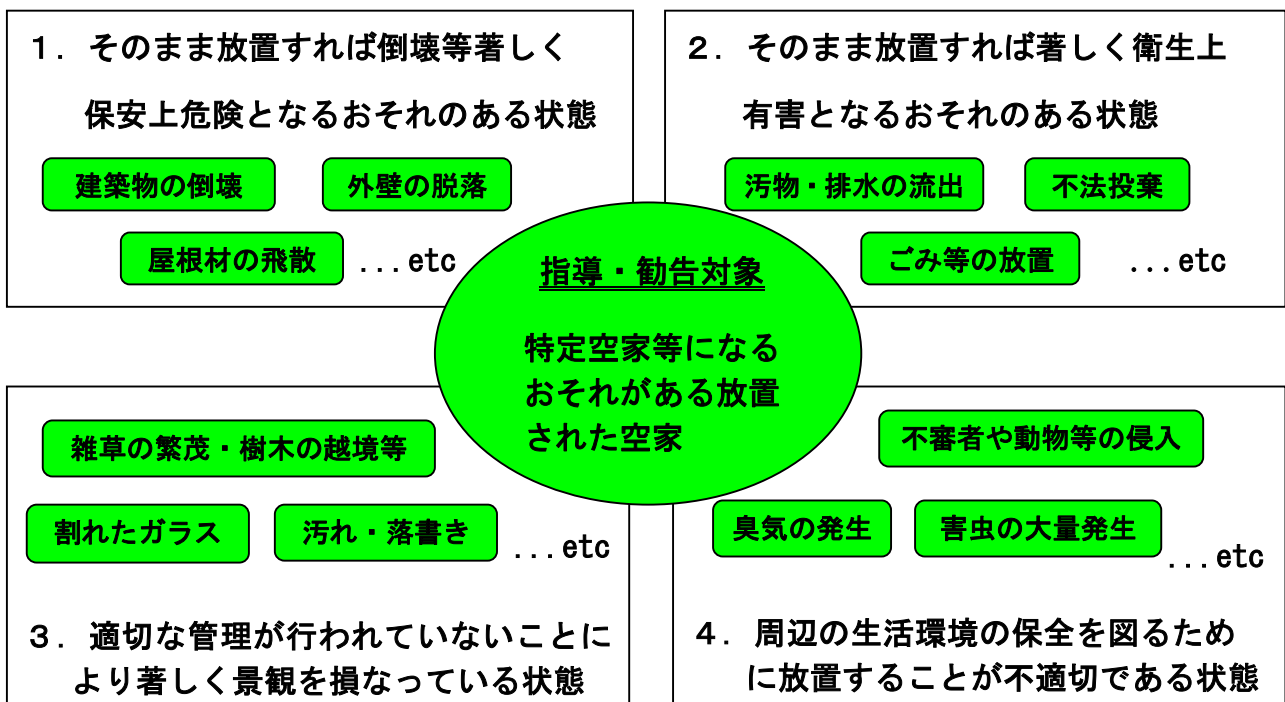 １．そのまま放置すれば倒壊等著しく
保安上危険となるおそれのある状態
建築物の倒壊
外壁の脱落
屋根材の飛散
...etc
２．そのまま放置すれば著しく衛生上
有害となるおそれのある状態
汚物・排水の流出
不法投棄
ごみ等の放置
...etc
指導・勧告対象
特定空家等になる
おそれがある放置
された空家
雑草の繁茂・樹木の越境等
割れたガラス
汚れ・落書き
...etc
３．適切な管理が行われていないことに
より著しく景観を損なっている状態
不審者や動物等の侵入
臭気の発生
害虫の大量発生
...etc
４．周辺の生活環境の保全を図るため
に放置することが不適切である状態